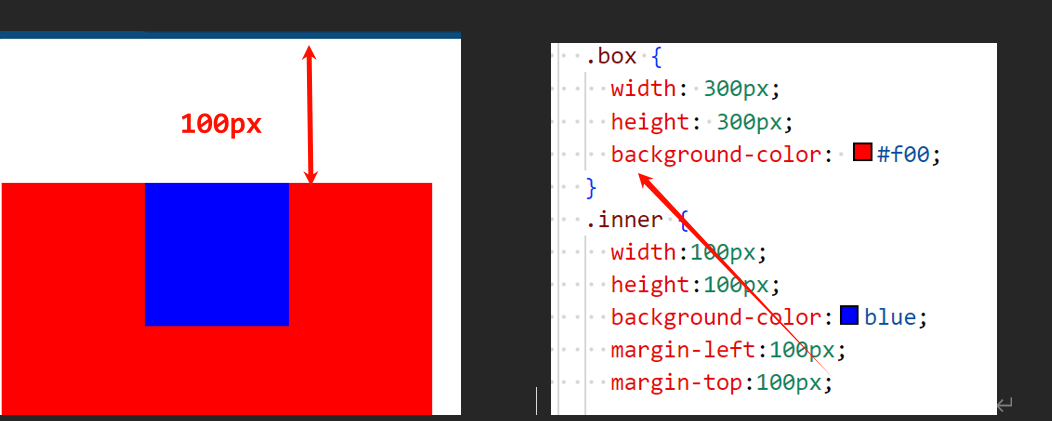 100px
.box {
width: 300px;
height: 300px;
background-color: #f00;
}
.inner {
width:100px;
height:100px;
background-color:blue;
margin-left:100px;
margin-top:100px;